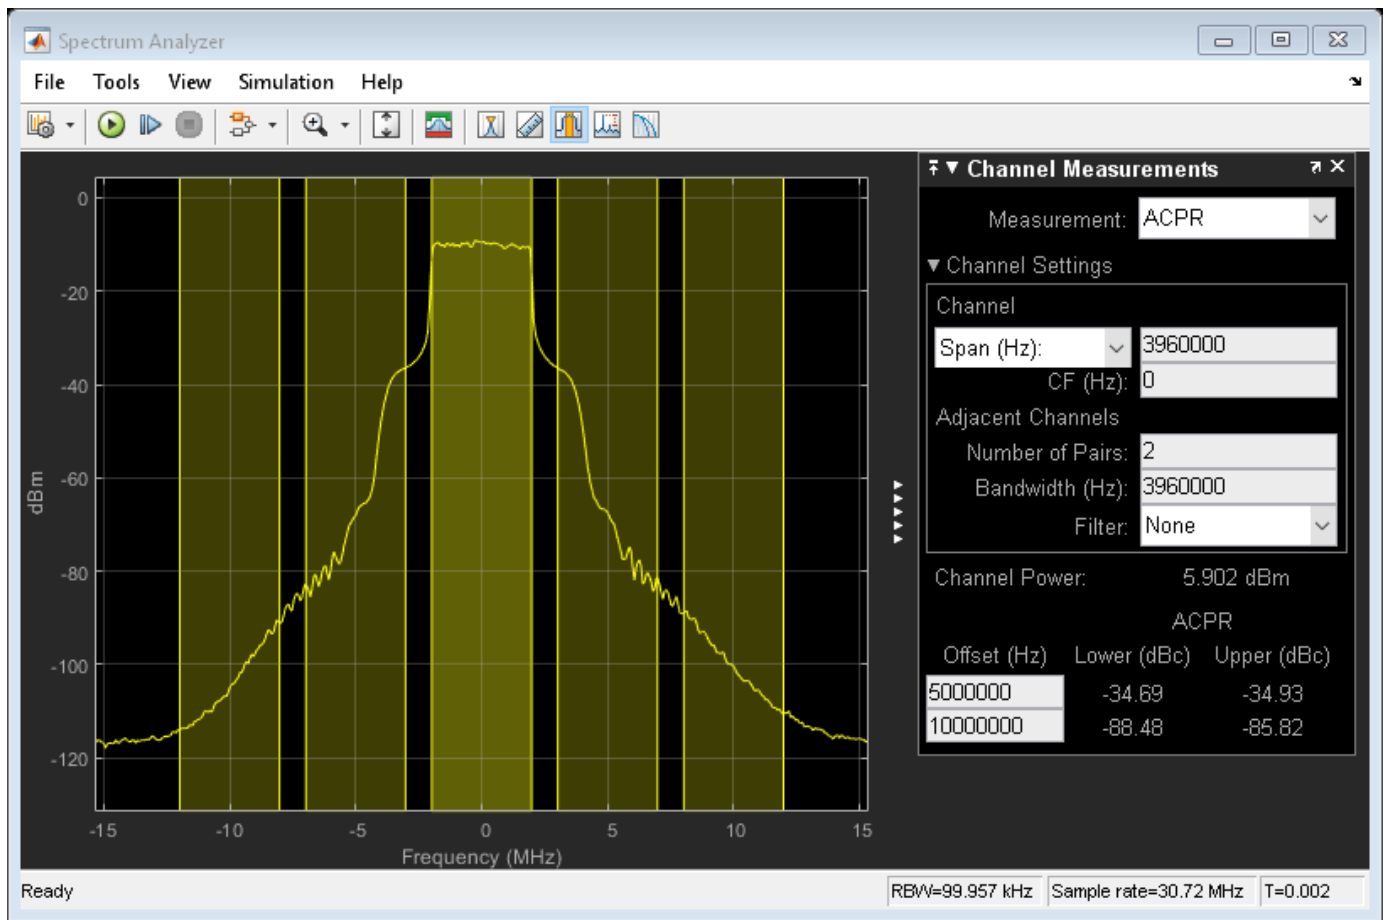 Spectrum Analyzer
File Tools View Simulation Help
Channel Measurements
Measurement: ACPR
Channel Settings
Channel
Span (Hz): 3960000
CF (Hz): 0
Adjacent Channels
Number of Pairs: 2
Bandwidth (Hz): 3960000
Filter: None
Channel Power: 5.902 dBm
ACPR
Offset (Hz) Lower (dBc) Upper (dBc)
5000000 -34.69 -34.93
10000000 -88.48 -85.82
0
-20
-40
-60
-80
-100
-120
dBm
-15 -10 -5 0 5 10 15
Frequency (MHz)
Ready RBW=99.957 kHz Sample rate=30.72 MHz T=0.002